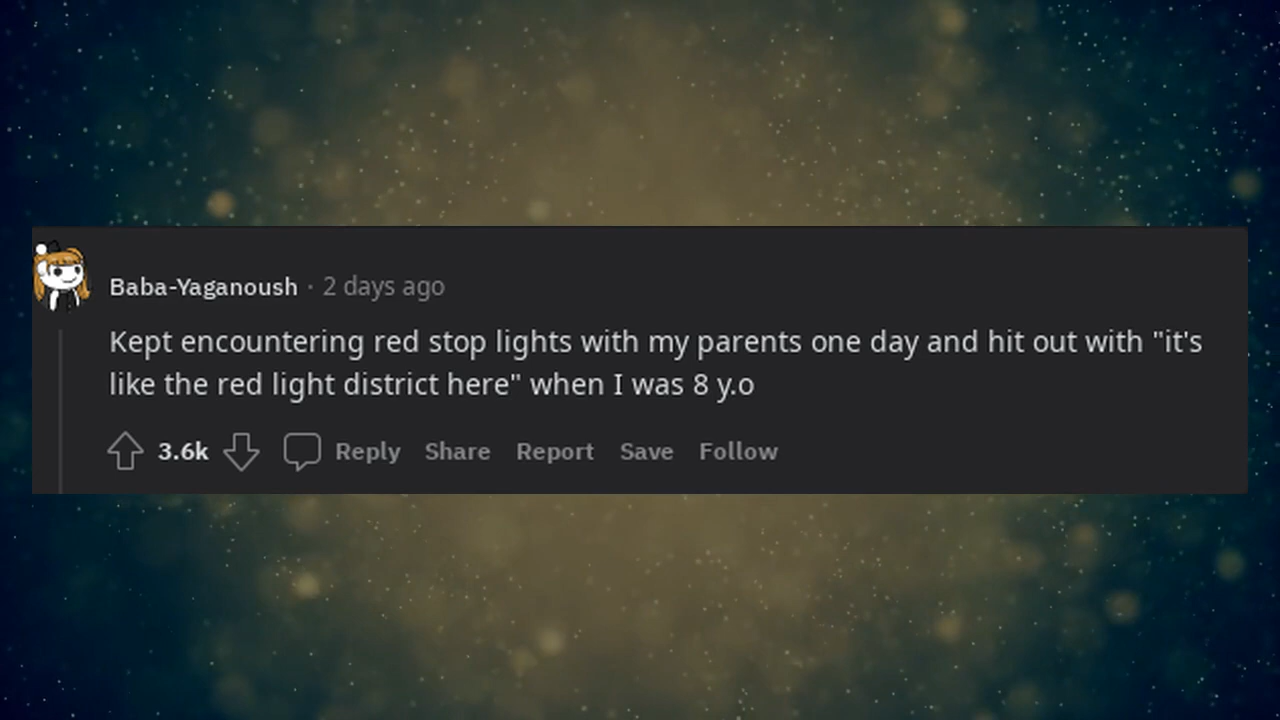 Baba-Yaganoush · 2 days ago
Kept encountering red stop lights with my parents one day and hit out with "it's
like the red light district here" when I was 8 y.o
3.6k Reply Share Report Save Follow